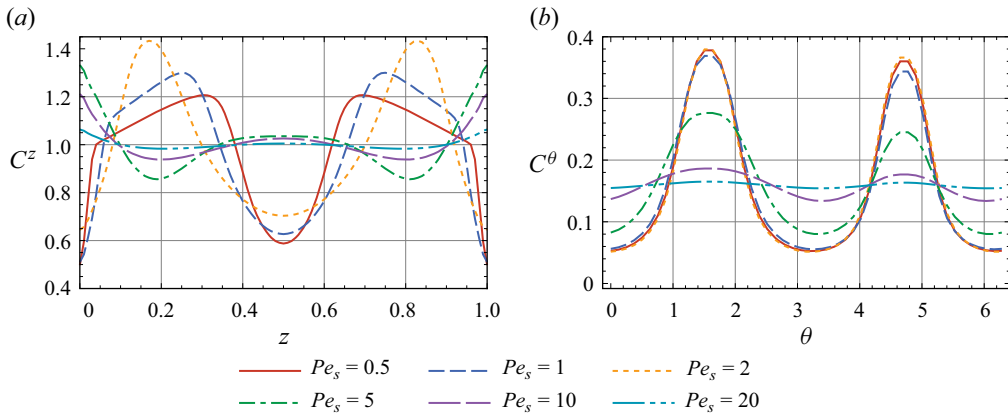 (a)
1.4
1.2
1.0
0.8
0.6
0.4
C^z
0 0.2 0.4 0.6 0.8 1.0
z
(b)
0.4
0.3
0.2
0.1
0
C^θ
0 1 2 3 4 5 6
θ
Pe_s = 0.5 Pe_s = 1 Pe_s = 2
Pe_s = 5 Pe_s = 10 Pe_s = 20